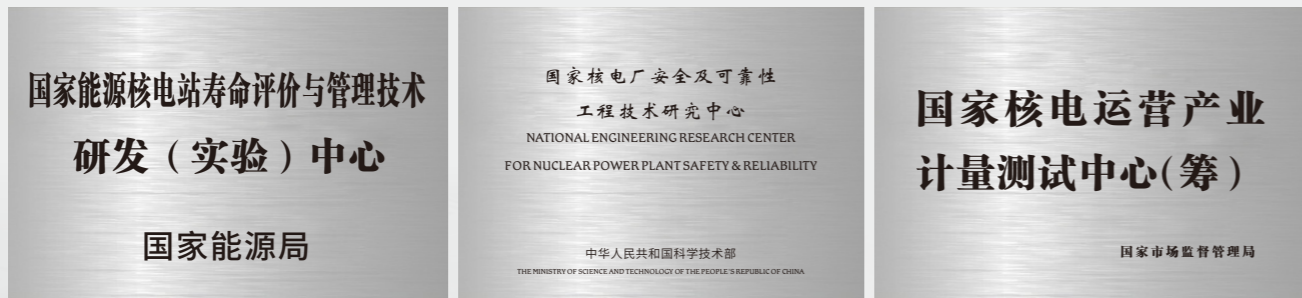 国家能源核电站寿命评价与管理技术
研发（实验）中心
国家能源局
国家核电厂安全及可靠性
工程技术研究中心
NATIONAL ENGINEERING RESEARCH CENTER
FOR NUCLEAR POWER PLANT SAFETY & RELIABILITY
中华人民共和国科学技术部
THE MINISTRY OF SCIENCE AND TECHNOLOGY OF THE PEOPLE'S REPUBLIC OF CHINA
国家核电运营产业
计量测试中心(筹)
国家市场监督管理局